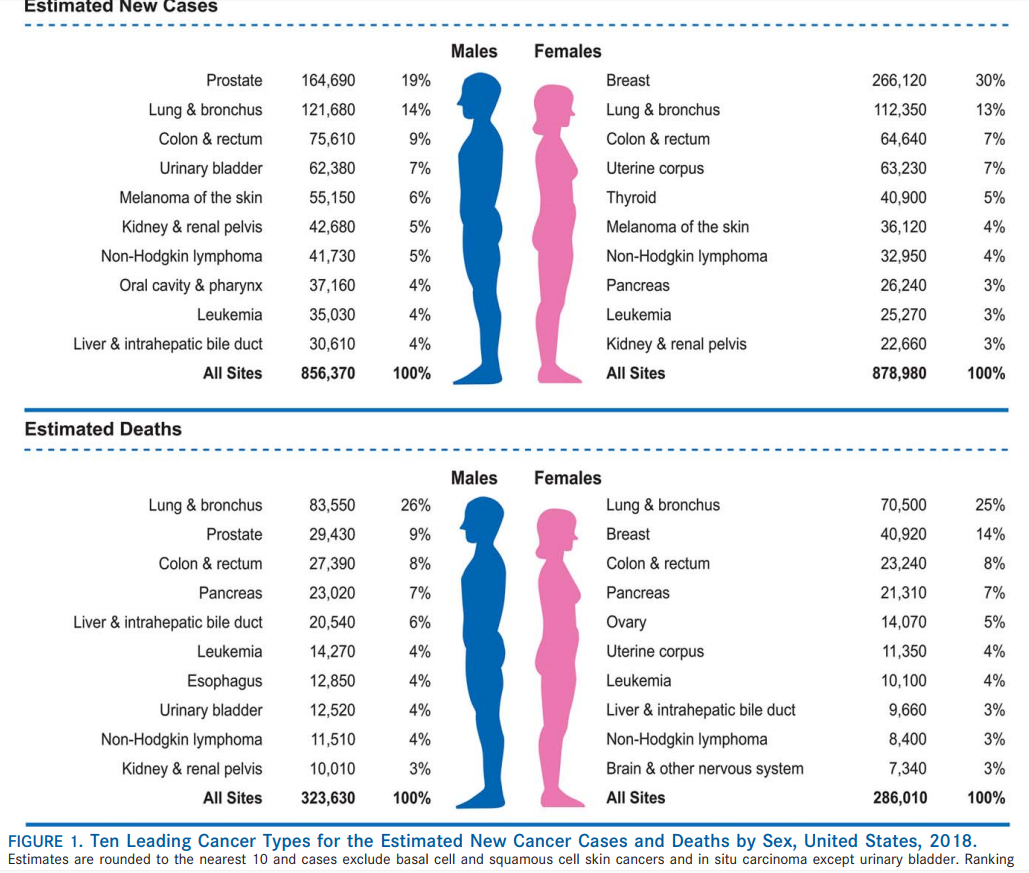 Estimated New Cases
Males Females
Prostate 164,690 19% Breast 266,120 30%
Lung & bronchus 121,680 14% Lung & bronchus 112,350 13%
Colon & rectum 75,610 9% Colon & rectum 64,640 7%
Urinary bladder 62,380 7% Uterine corpus 63,230 7%
Melanoma of the skin 55,150 6% Thyroid 40,900 5%
Kidney & renal pelvis 42,680 5% Melanoma of the skin 36,120 4%
Non-Hodgkin lymphoma 41,730 5% Non-Hodgkin lymphoma 32,950 4%
Oral cavity & pharynx 37,160 4% Pancreas 26,240 3%
Leukemia 35,030 4% Leukemia 25,270 3%
Liver & intrahepatic bile duct 30,610 4% Kidney & renal pelvis 22,660 3%
All Sites 856,370 100% All Sites 878,980 100%
Estimated Deaths
Males Females
Lung & bronchus 83,550 26% Lung & bronchus 70,500 25%
Prostate 29,430 9% Breast 40,920 14%
Colon & rectum 27,390 8% Colon & rectum 23,240 8%
Pancreas 23,020 7% Pancreas 21,310 7%
Liver & intrahepatic bile duct 20,540 6% Ovary 14,070 5%
Leukemia 14,270 4% Uterine corpus 11,350 4%
Esophagus 12,850 4% Leukemia 10,100 4%
Urinary bladder 12,520 4% Liver & intrahepatic bile duct 9,660 3%
Non-Hodgkin lymphoma 11,510 4% Non-Hodgkin lymphoma 8,400 3%
Kidney & renal pelvis 10,010 3% Brain & other nervous system 7,340 3%
All Sites 323,630 100% All Sites 286,010 100%
FIGURE 1. Ten Leading Cancer Types for the Estimated New Cancer Cases and Deaths by Sex, United States, 2018.
Estimates are rounded to the nearest 10 and cases exclude basal cell and squamous cell skin cancers and in situ carcinoma except urinary bladder. Ranking